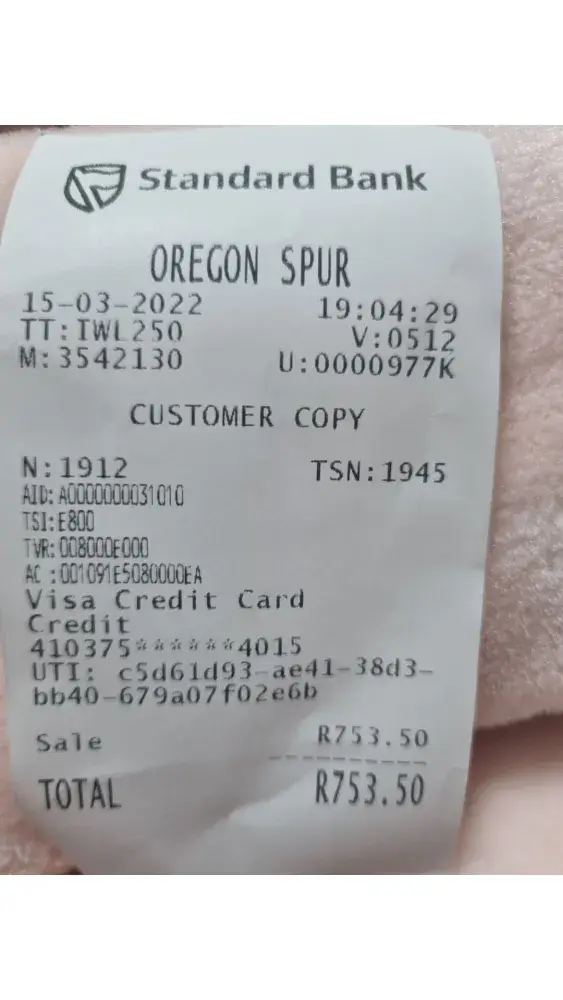 Standard Bank
OREGON SPUR
15-03-2022 19:04:29
TT:IWL250 V:0512
M:3542130 U:0000977K
CUSTOMER COPY
N:1912 TSN:1945
AID: A0000000031010
TSI:E800
TVR:008000E000
AC :001091E5080000EA
Visa Credit Card
Credit
410375******4015
UTI: c5d61d93-ae41-38d3-
bb40-679a07f02e6b
Sale R753.50
TOTAL R753.50